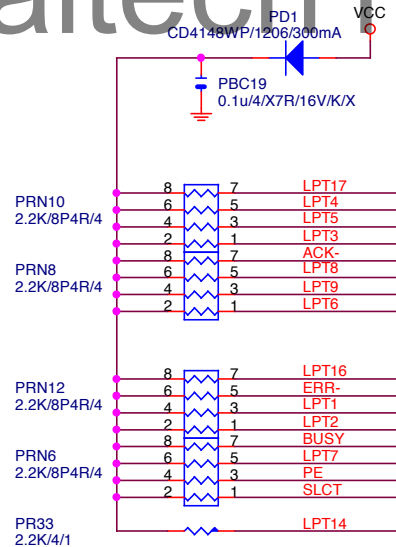 PD1
VCC
CD4148WP/1206/300mA
PBC19
0.1u/4/X7R/16V/K/X
8 7 LPT17
PRN10 6 5 LPT4
2.2K/8P4R/4 4 3 LPT5
2 1 LPT3
8 7 ACK-
PRN8 6 5 LPT8
2.2K/8P4R/4 4 3 LPT9
2 1 LPT6
8 7 LPT16
PRN12 6 5 ERR-
2.2K/8P4R/4 4 3 LPT1
2 1 LPT2
8 7 BUSY
PRN6 6 5 LPT7
2.2K/8P4R/4 4 3 PE
2 1 SLCT
PR33 LPT14
2.2K/4/1